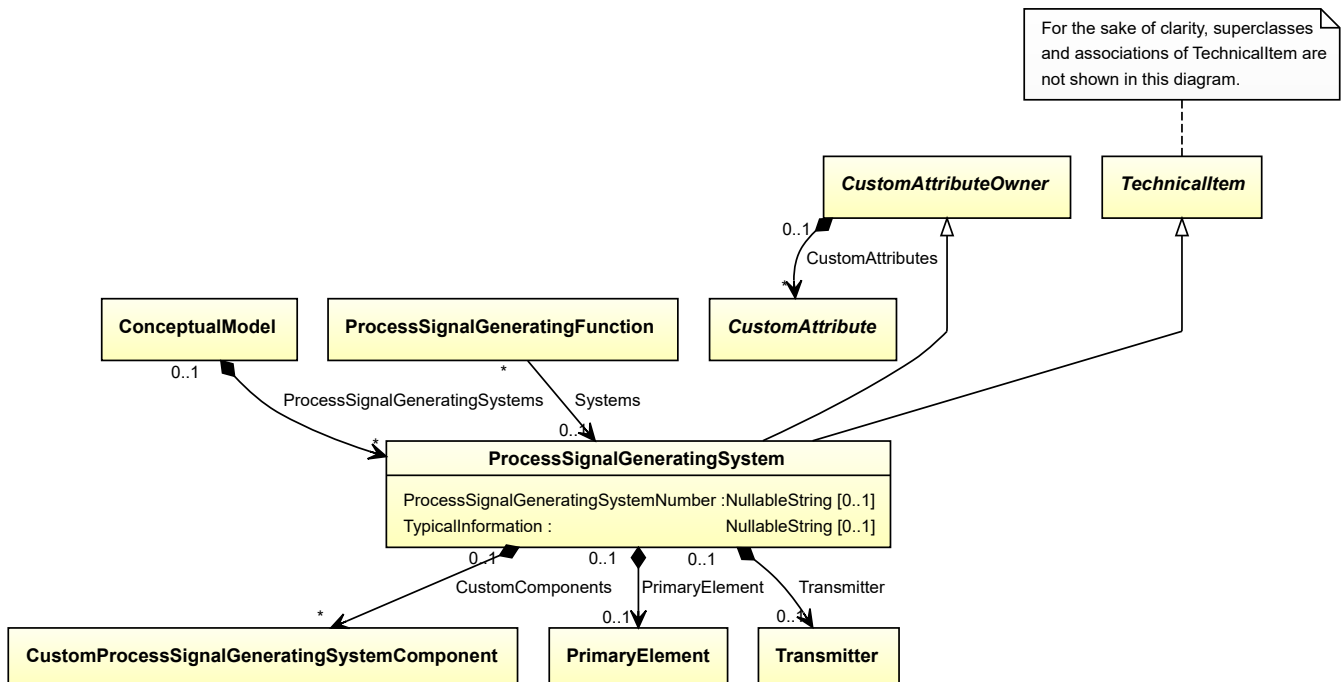 For the sake of clarity, superclasses
and associations of TechnicalItem are
not shown in this diagram.
CustomAttributeOwner
TechnicalItem
0..1
CustomAttributes
*
ConceptualModel
ProcessSignalGeneratingFunction
CustomAttribute
0..1
*
ProcessSignalGeneratingSystems
Systems
*
0..1
ProcessSignalGeneratingSystem
ProcessSignalGeneratingSystemNumber : NullableString [0..1]
TypicalInformation : NullableString [0..1]
0..1
0..1
0..1
CustomComponents
PrimaryElement
Transmitter
*
0..1
0..1
CustomProcessSignalGeneratingSystemComponent
PrimaryElement
Transmitter